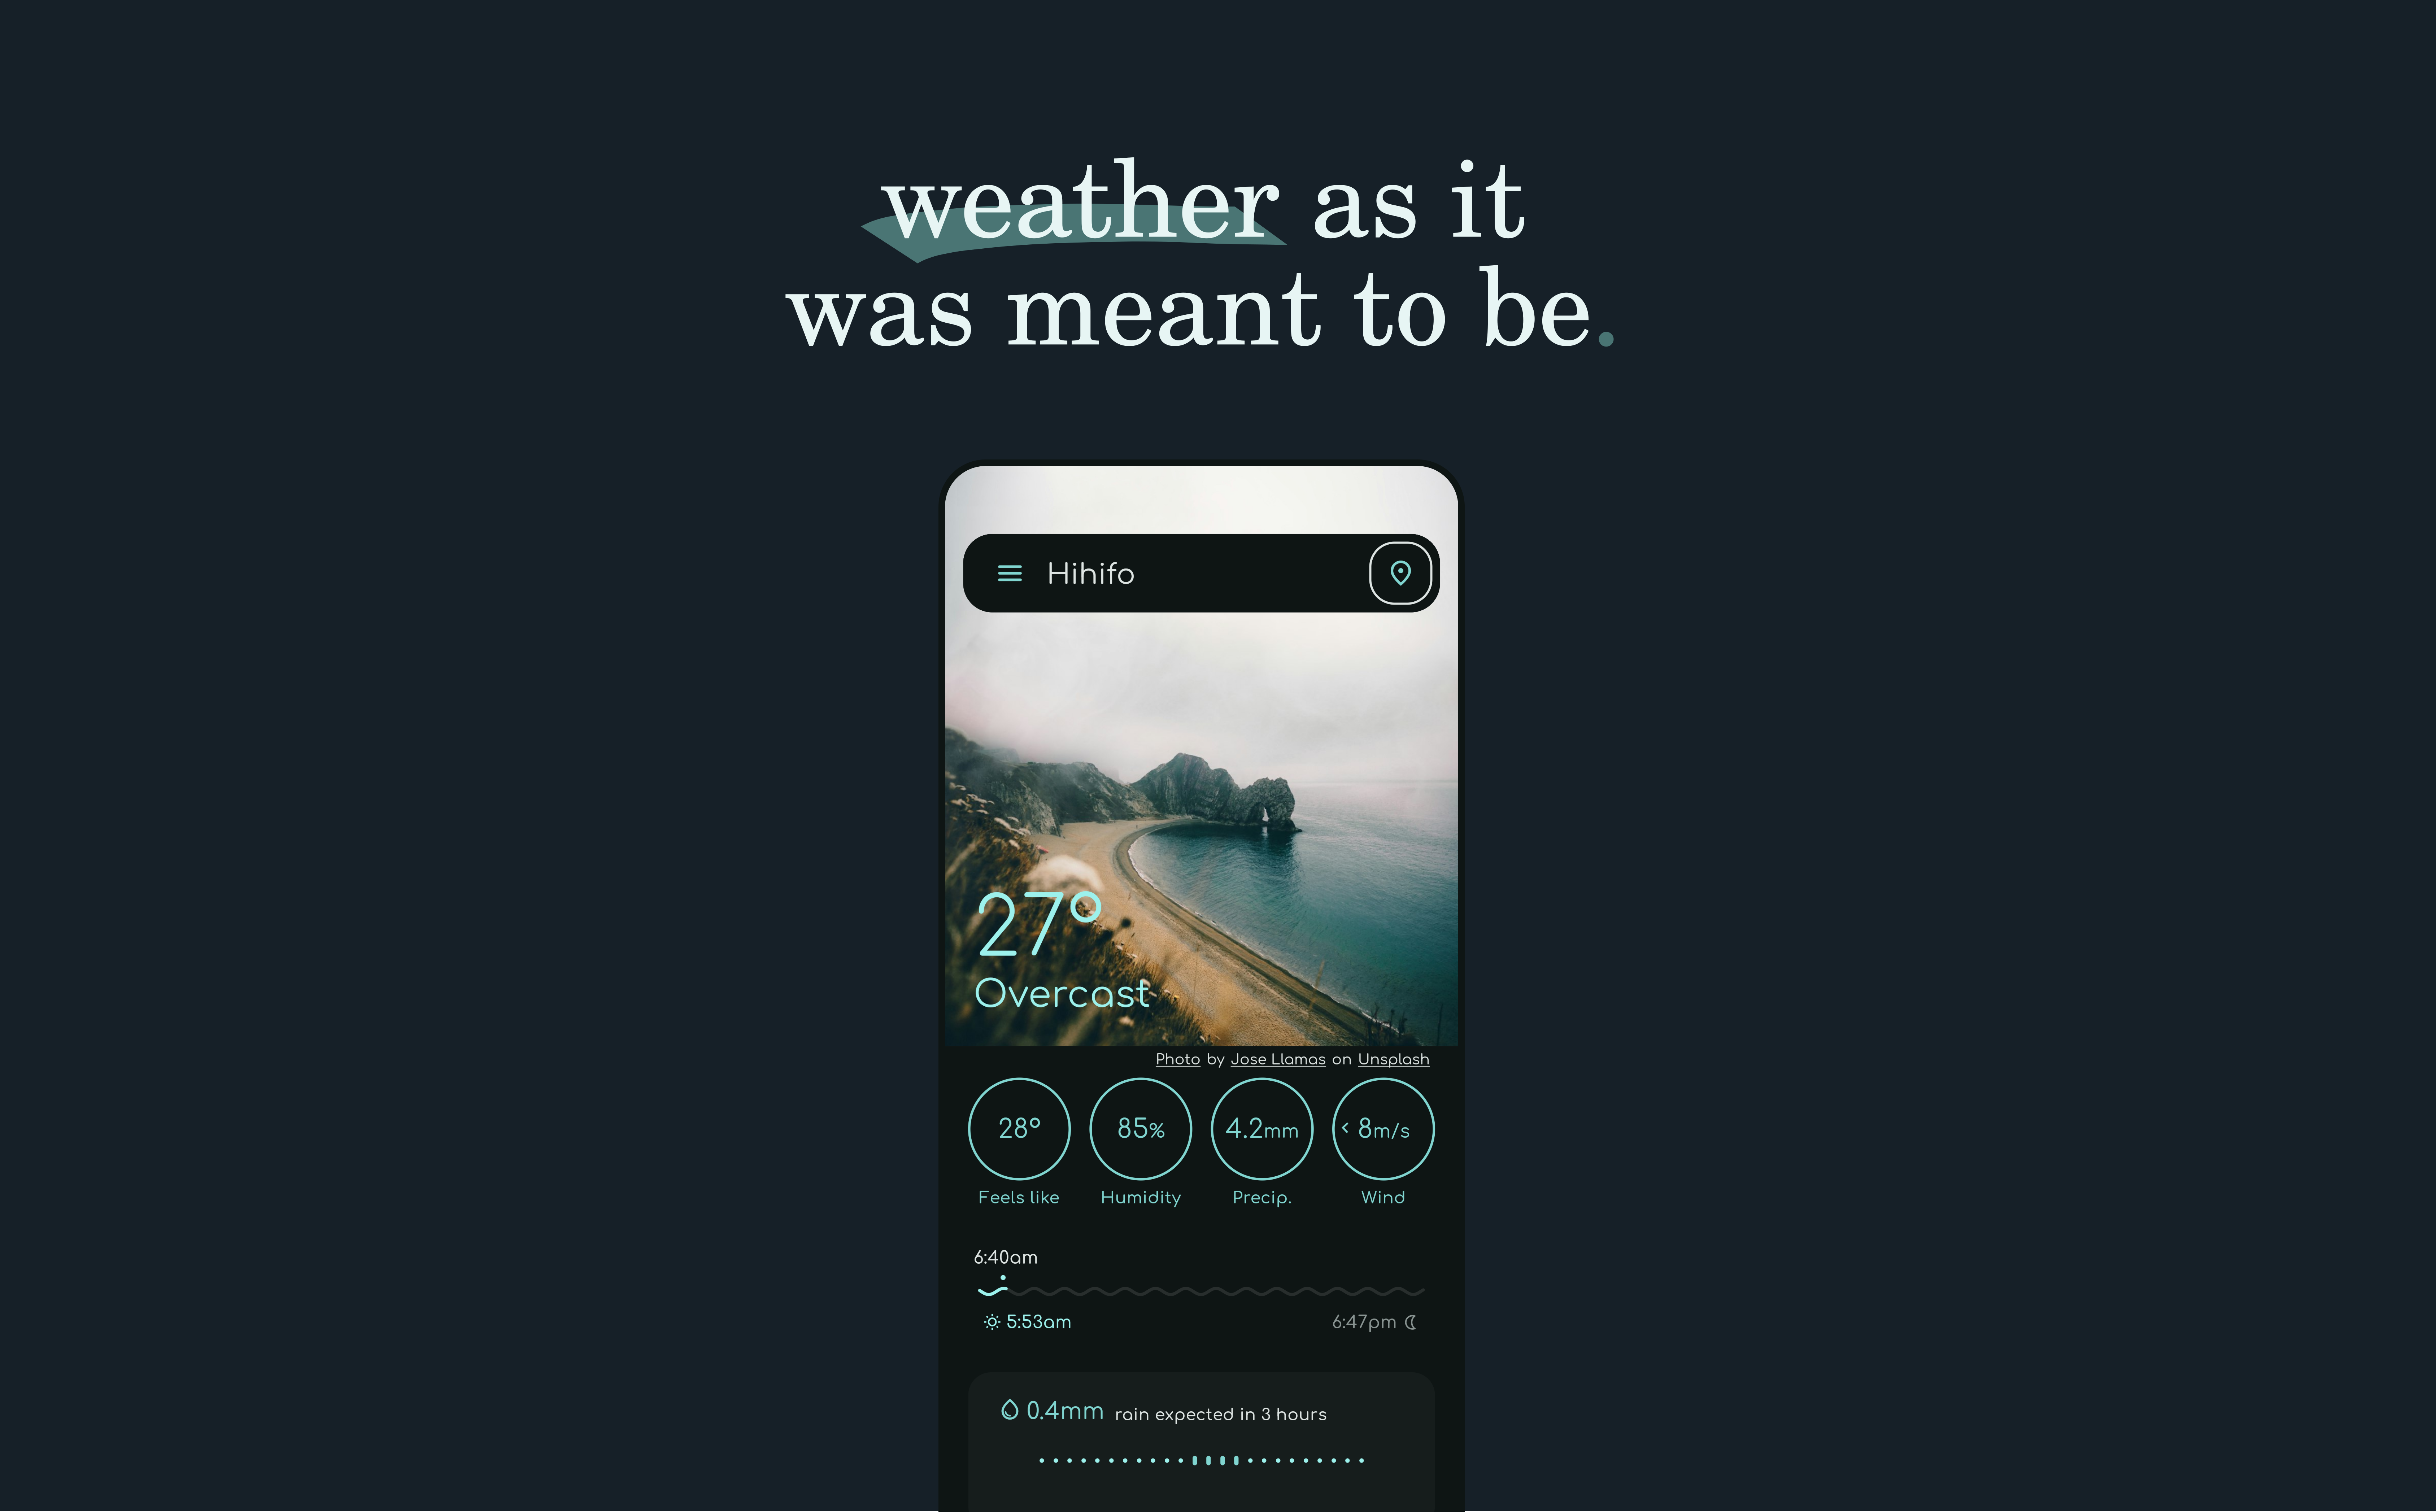 weather as it
was meant to be.
Hihifo
27°
Overcast
Photo by Jose Llamas on Unsplash
28° 85% 4.2mm < 8m/s
Feels like Humidity Precip. Wind
6:40am
5:53am 6:47pm
0.4mm rain expected in 3 hours